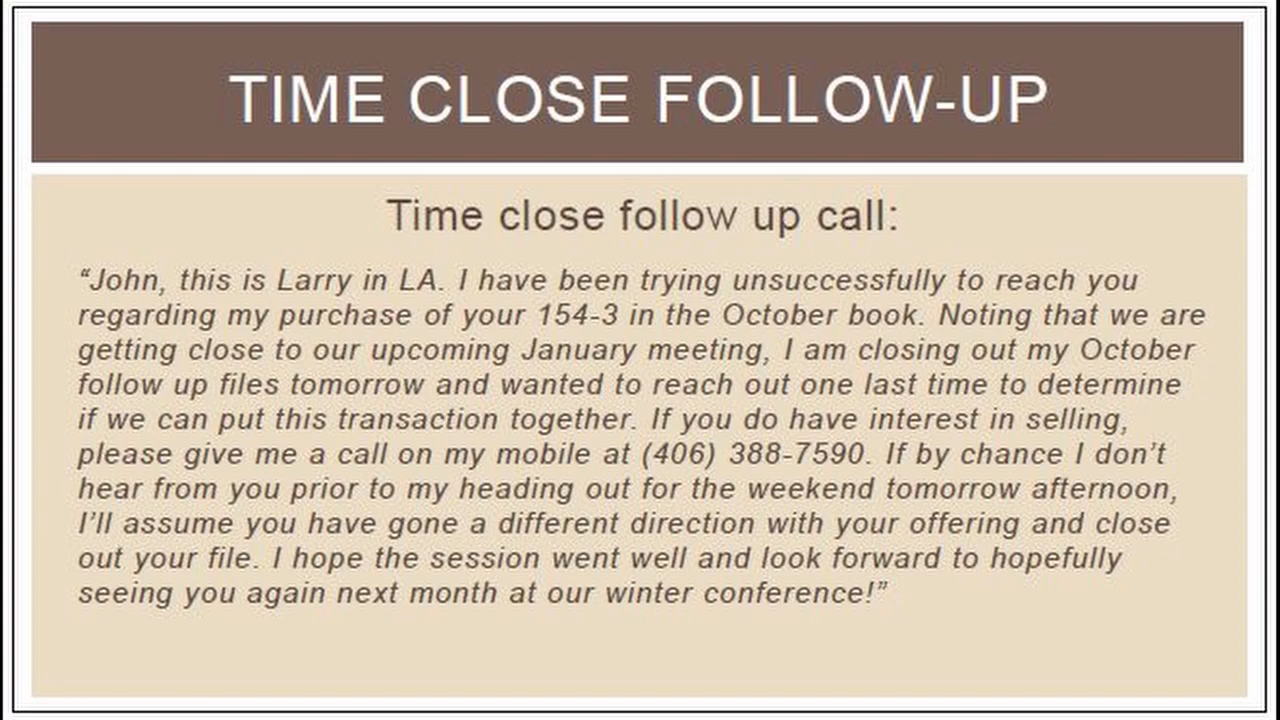 TIME CLOSE FOLLOW-UP
Time close follow up call:
“John, this is Larry in LA. I have been trying unsuccessfully to reach you
regarding my purchase of your 154-3 in the October book. Noting that we are
getting close to our upcoming January meeting, I am closing out my October
follow up files tomorrow and wanted to reach out one last time to determine
if we can put this transaction together. If you do have interest in selling,
please give me a call on my mobile at (406) 388-7590. If by chance I don’t
hear from you prior to my heading out for the weekend tomorrow afternoon,
I’ll assume you have gone a different direction with your offering and close
out your file. I hope the session went well and look forward to hopefully
seeing you again next month at our winter conference!”